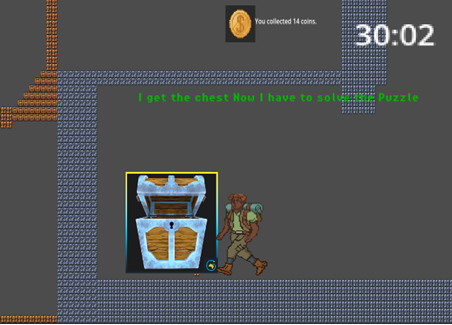 You collected 14 coins.
30:02
I get the chest Now I have to solve the Puzzle